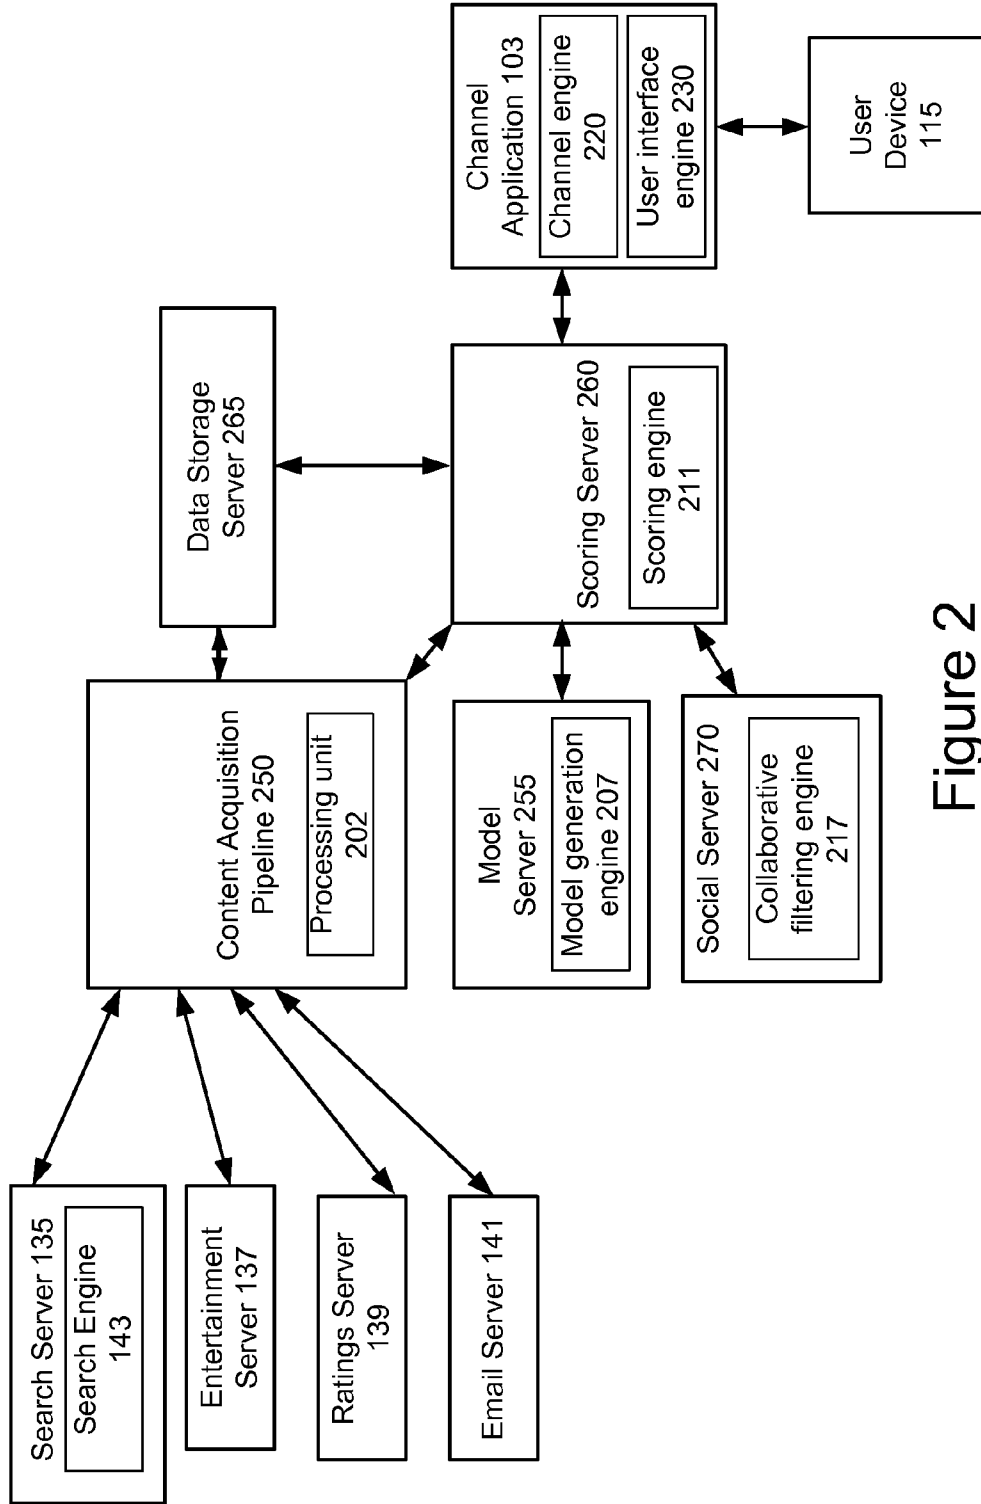 Search Server 135
Search Engine
143
Entertainment
Server 137
Ratings Server
139
Email Server 141
Content Acquisition
Pipeline 250
Processing unit
202
Model
Server 255
Model generation
engine 207
Social Server 270
Collaborative
filtering engine
217
Data Storage
Server 265
Scoring Server 260
Scoring engine
211
Channel
Application 103
Channel engine
220
User interface
engine 230
User
Device
115
Figure 2